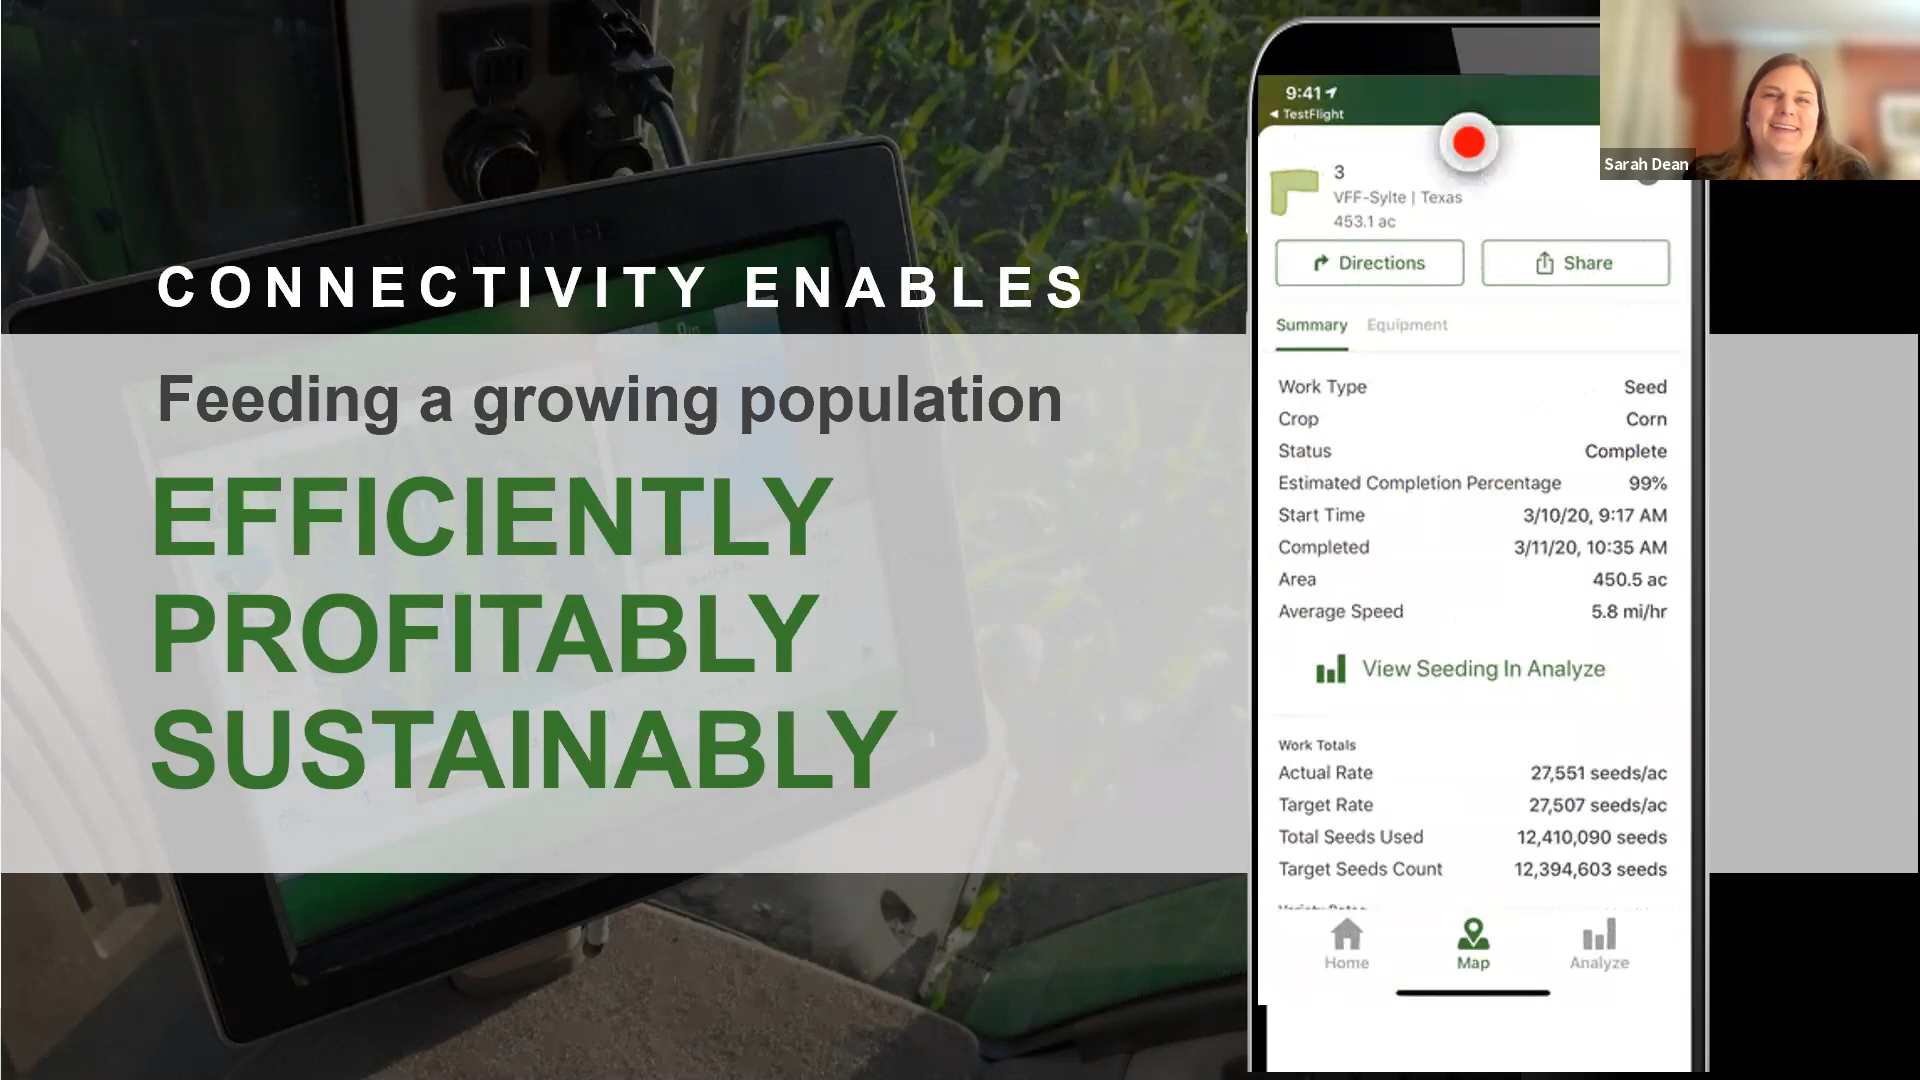 CONNECTIVITY ENABLES
Feeding a growing population
EFFICIENTLY
PROFITABLY
SUSTAINABLY
9:41
TestFlight
3
VFF-Sylte | Texas
453.1 ac
Directions
Share
Summary
Equipment
Work Type Seed
Crop Corn
Status Complete
Estimated Completion Percentage 99%
Start Time 3/10/20, 9:17 AM
Completed 3/11/20, 10:35 AM
Area 450.5 ac
Average Speed 5.8 mi/hr
View Seeding In Analyze
Work Totals
Actual Rate 27,551 seeds/ac
Target Rate 27,507 seeds/ac
Total Seeds Used 12,410,090 seeds
Target Seeds Count 12,394,603 seeds
Home
Map
Analyze
Sarah Dean